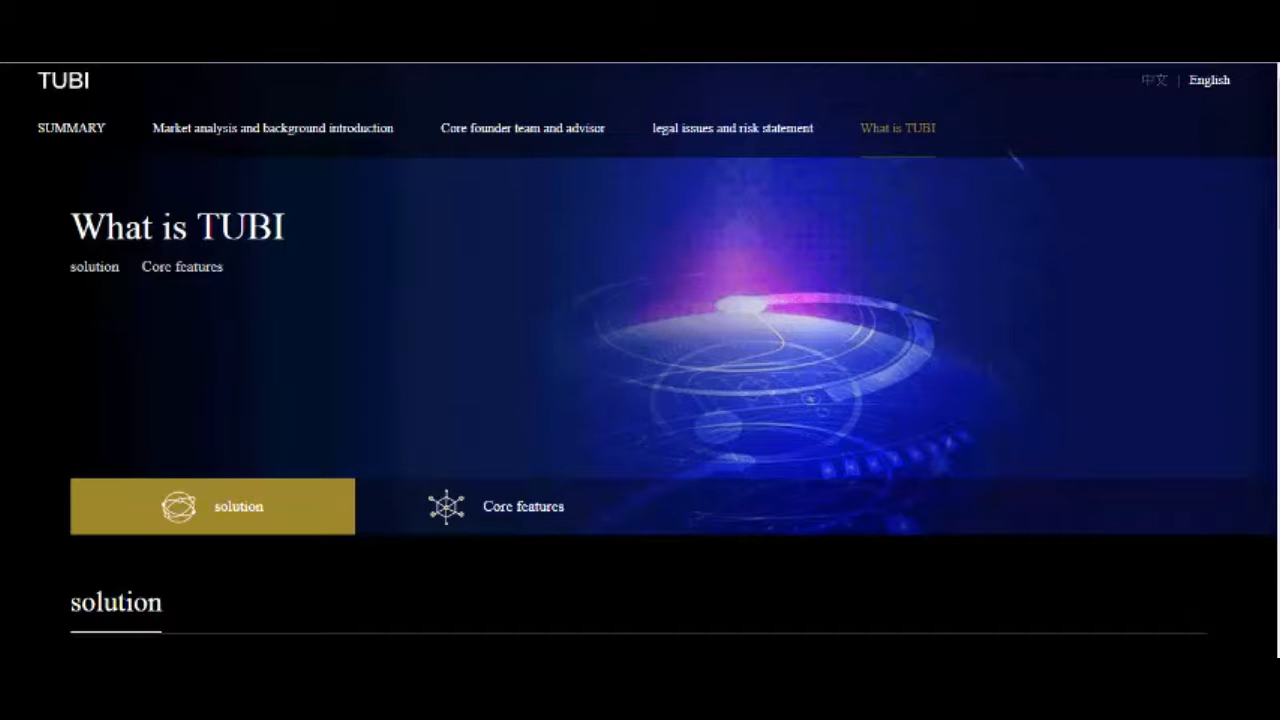 TUBI
中文 | English
SUMMARY Market analysis and background introduction Core founder team and advisor legal issues and risk statement What is TUBI
What is TUBI
solution Core features
solution Core features
solution